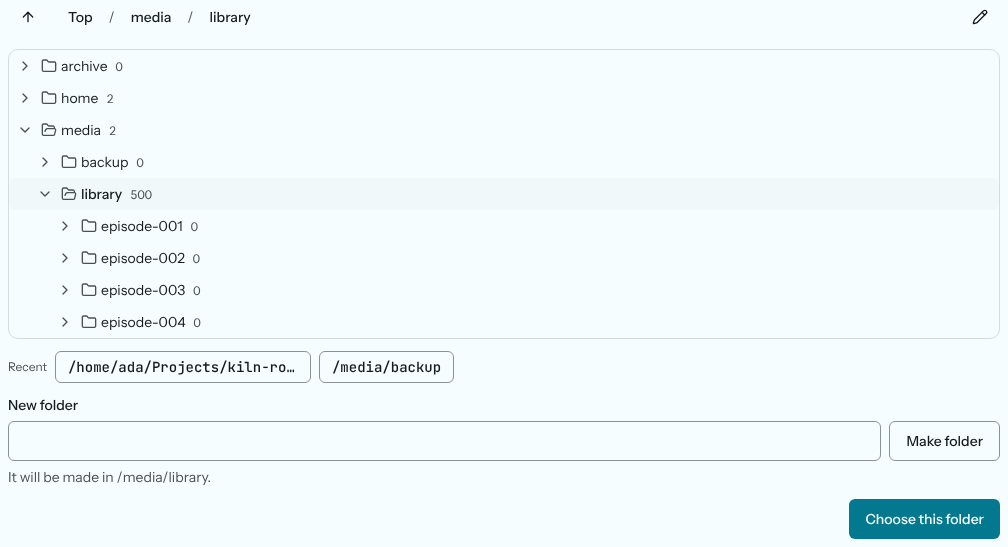 Top / media / library
archive 0
home 2
media 2
backup 0
library 500
episode-001 0
episode-002 0
episode-003 0
episode-004 0
Recent /home/ada/Projects/kiln-ro… /media/backup
New folder
Make folder
It will be made in /media/library.
Choose this folder